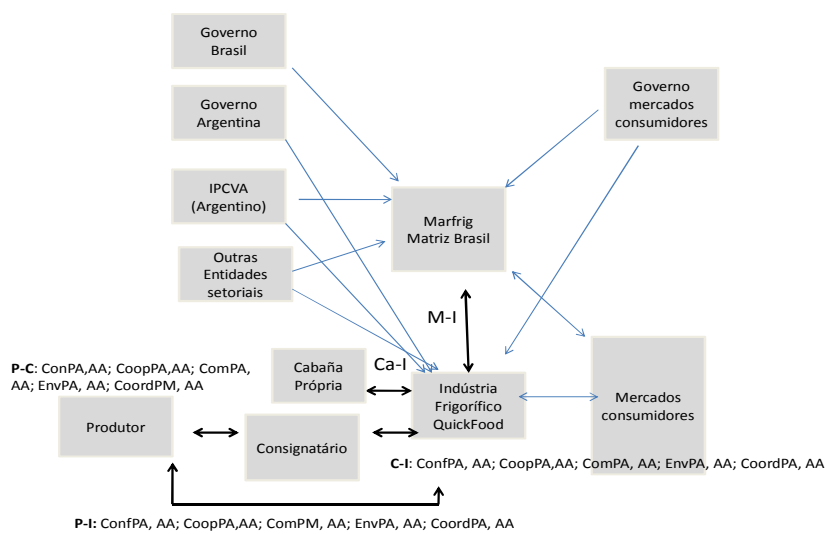 Governo
Brasil
Governo
Argentina
IPCVA
(Argentino)
Outras
Entidades
setoriais
Governo
mercados
consumidores
Marfrig
Matriz Brasil
M-I
P-C: ConPA,AA; CoopPA,AA; ComPA,
AA; EnvPA, AA; CoordPM, AA
Cabaña
Própria
Ca-I
Indústria
Frigorífico
QuickFood
Mercados
consumidores
Produtor
Consignatário
C-I: ConfPA, AA; CoopPA,AA; ComPA, AA; EnvPA, AA; CoordPA, AA
P-I: ConfPA, AA; CoopPA,AA; ComPM, AA; EnvPA, AA; CoordPA, AA